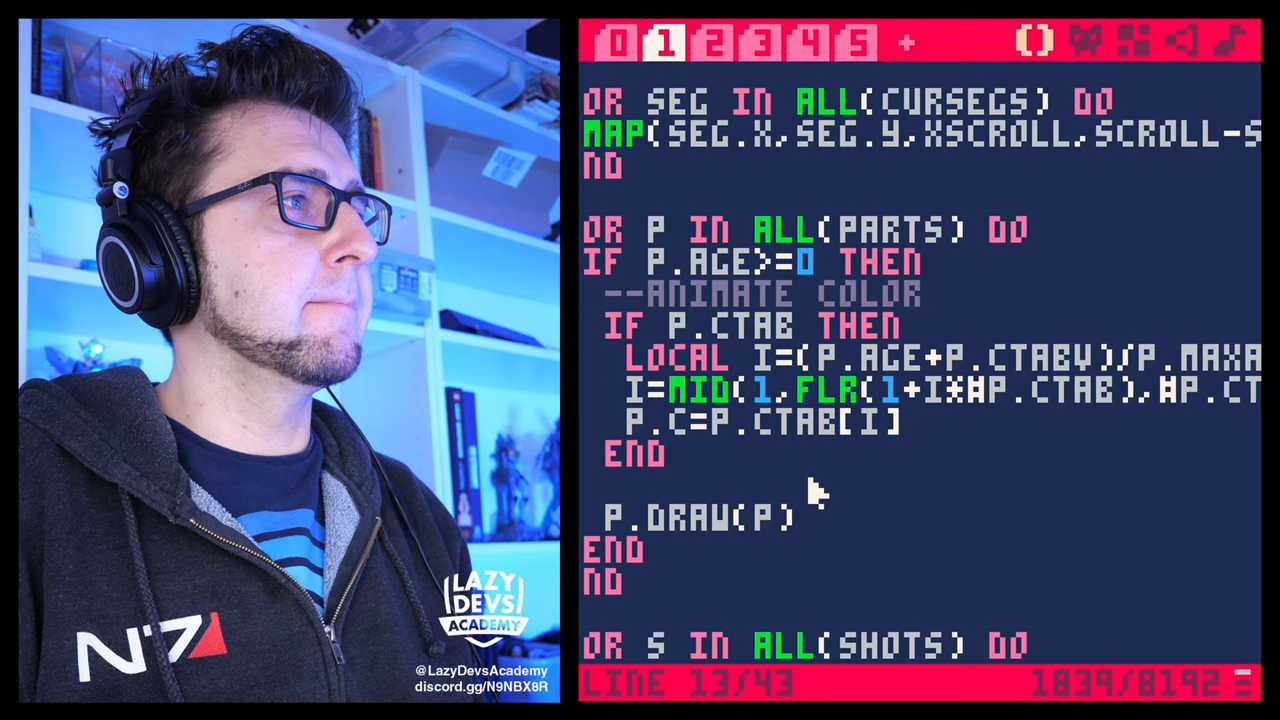 N7
LAZY
DEVS
ACADEMY
@LazyDevsAcademy
discord.gg/N9NBX8R
0 1 2 3 4 5 + ()
OR SEG IN ALL(CURSEGS) DO
MAP(SEG.X,SEG.Y,XSCROLL,SCROLL-S
ND
OR P IN ALL(PARTS) DO
IF P.AGE>=0 THEN
--ANIMATE COLOR
IF P.CTAB THEN
LOCAL I=(P.AGE+P.CTABV)/P.MAXA
I=MID(1,FLR(1+I*#P.CTAB),#P.CT
P.C=P.CTAB[I]
END
P.DRAW(P)
END
ND
OR S IN ALL(SHOTS) DO
LINE 13/43
1839/8192